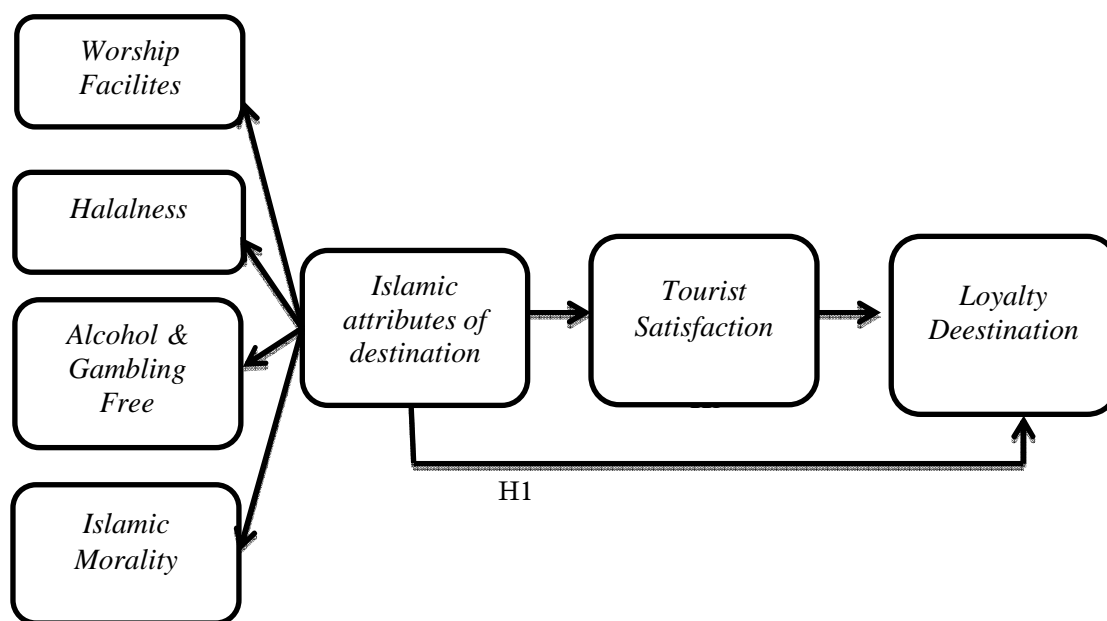 Worship
Facilites
Halalness
Alcohol &
Gambling
Free
Islamic
Morality
Islamic
attributes of
destination
Tourist
Satisfaction
Loyalty
Deestination
H1